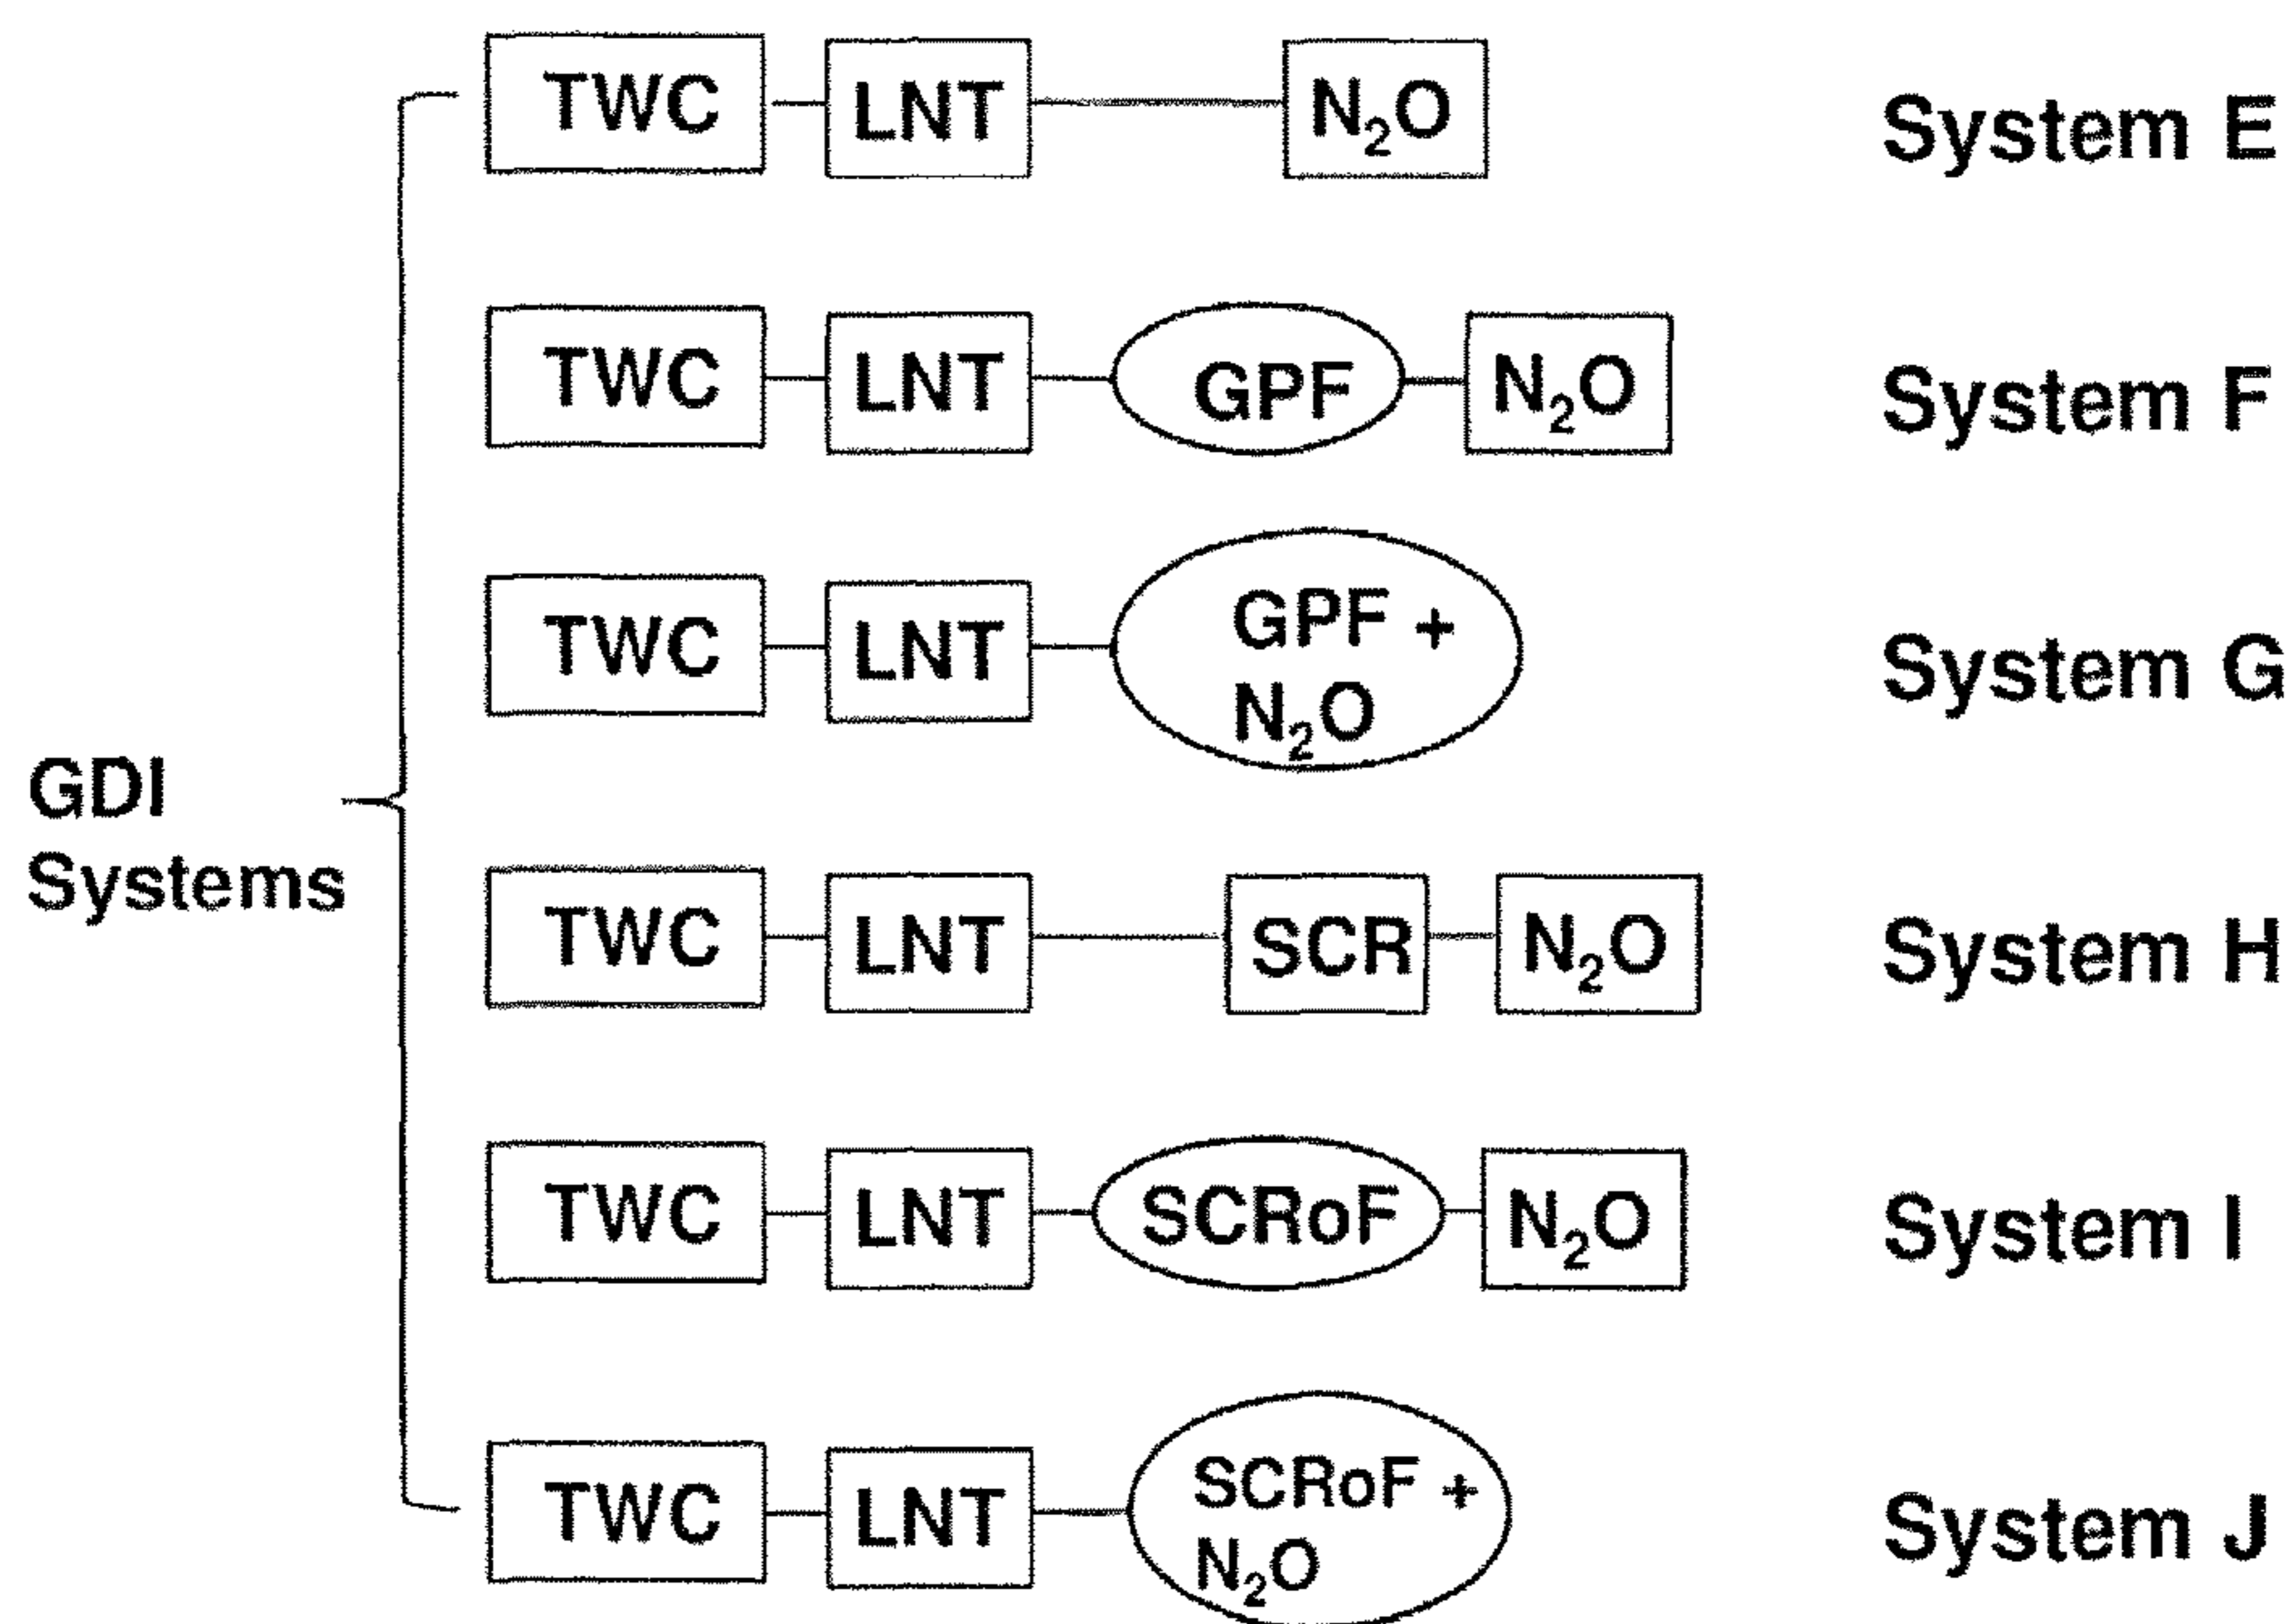 TWC LNT N₂O System E
TWC LNT GPF N₂O System F
TWC LNT GPF + System G
N₂O
GDI
Systems
TWC LNT SCR N₂O System H
TWC LNT SCRoF N₂O System I
TWC LNT SCRoF + System J
N₂O